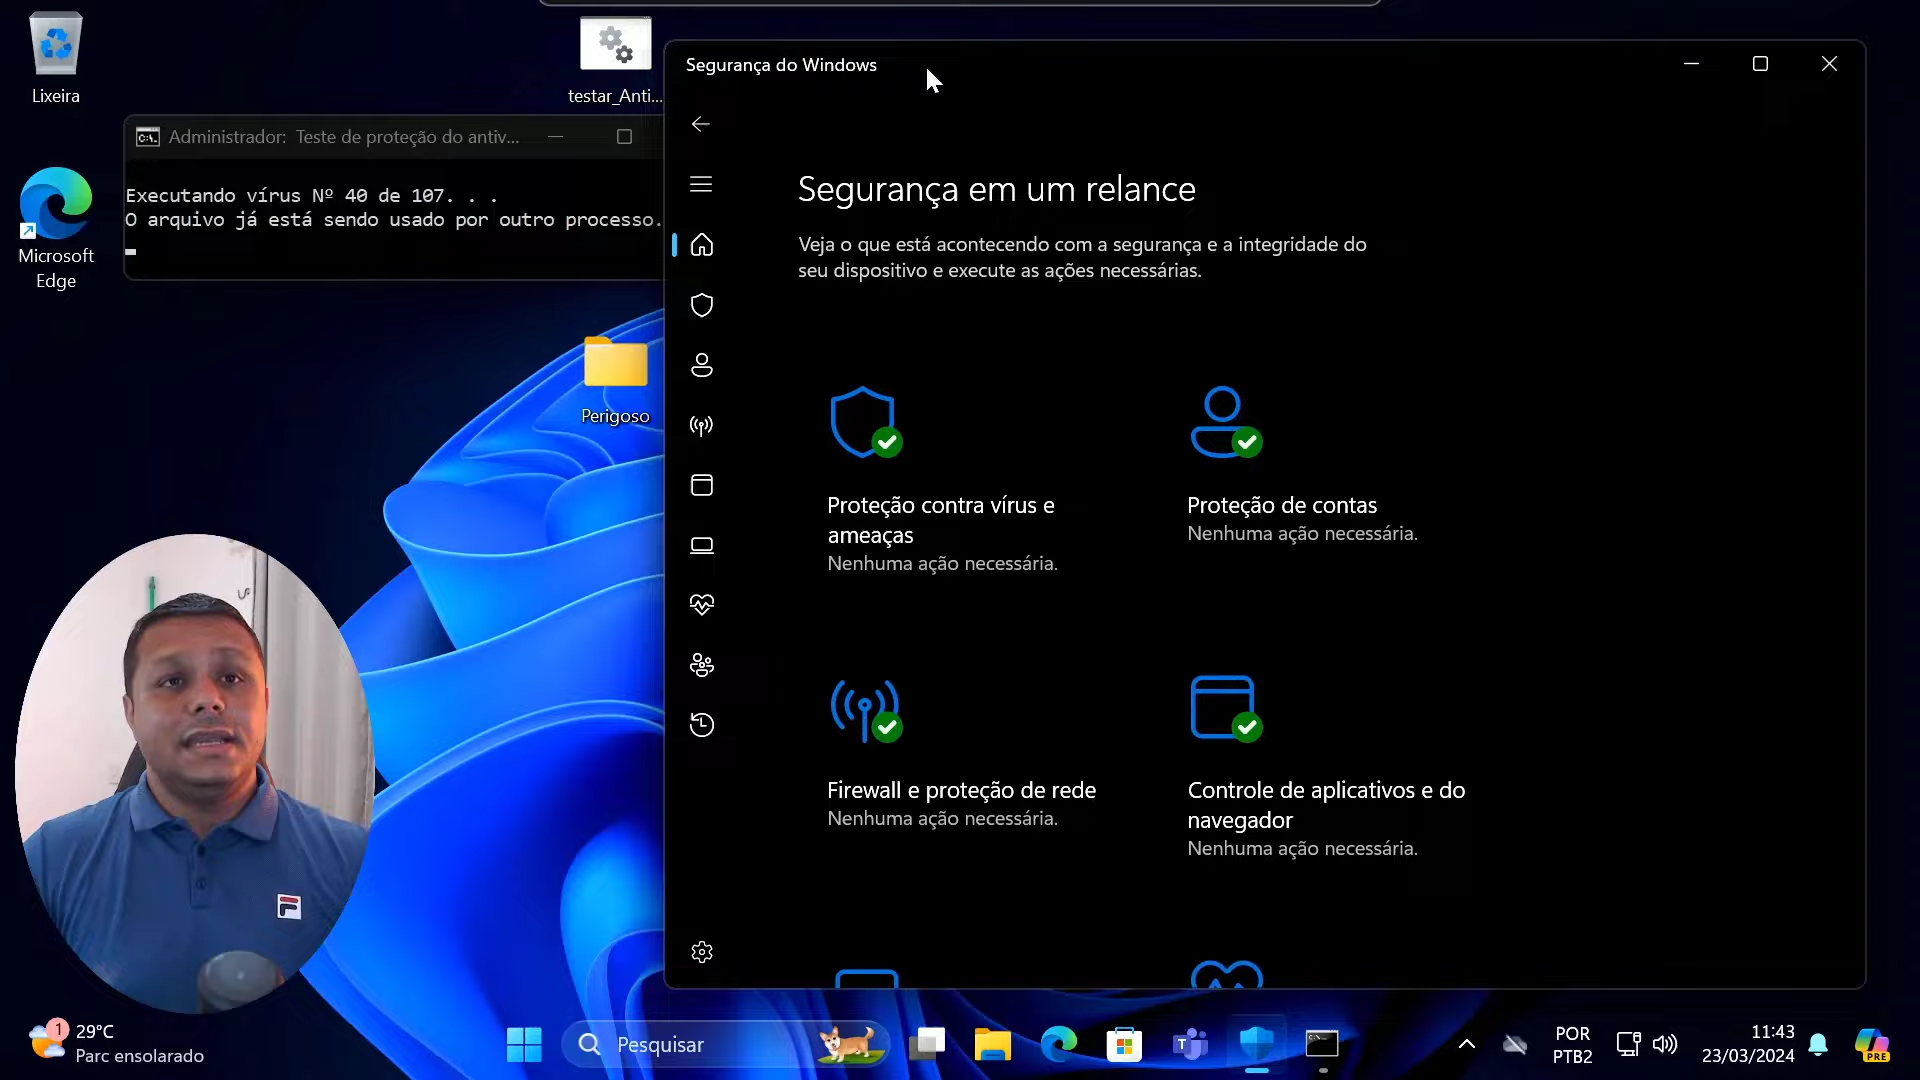 Lixeira
testar_Anti...
Segurança do Windows
Administrador: Teste de proteção do antiv...
Executando vírus Nº 40 de 107. . .
O arquivo já está sendo usado por outro processo.
Microsoft
Edge
Perigoso
Segurança em um relance
Veja o que está acontecendo com a segurança e a integridade do
seu dispositivo e execute as ações necessárias.
Proteção contra vírus e
ameaças
Nenhuma ação necessária.
Proteção de contas
Nenhuma ação necessária.
Firewall e proteção de rede
Nenhuma ação necessária.
Controle de aplicativos e do
navegador
Nenhuma ação necessária.
1
29°C
Parc ensolarado
Pesquisar
POR
PTB2
11:43
23/03/2024
PRE